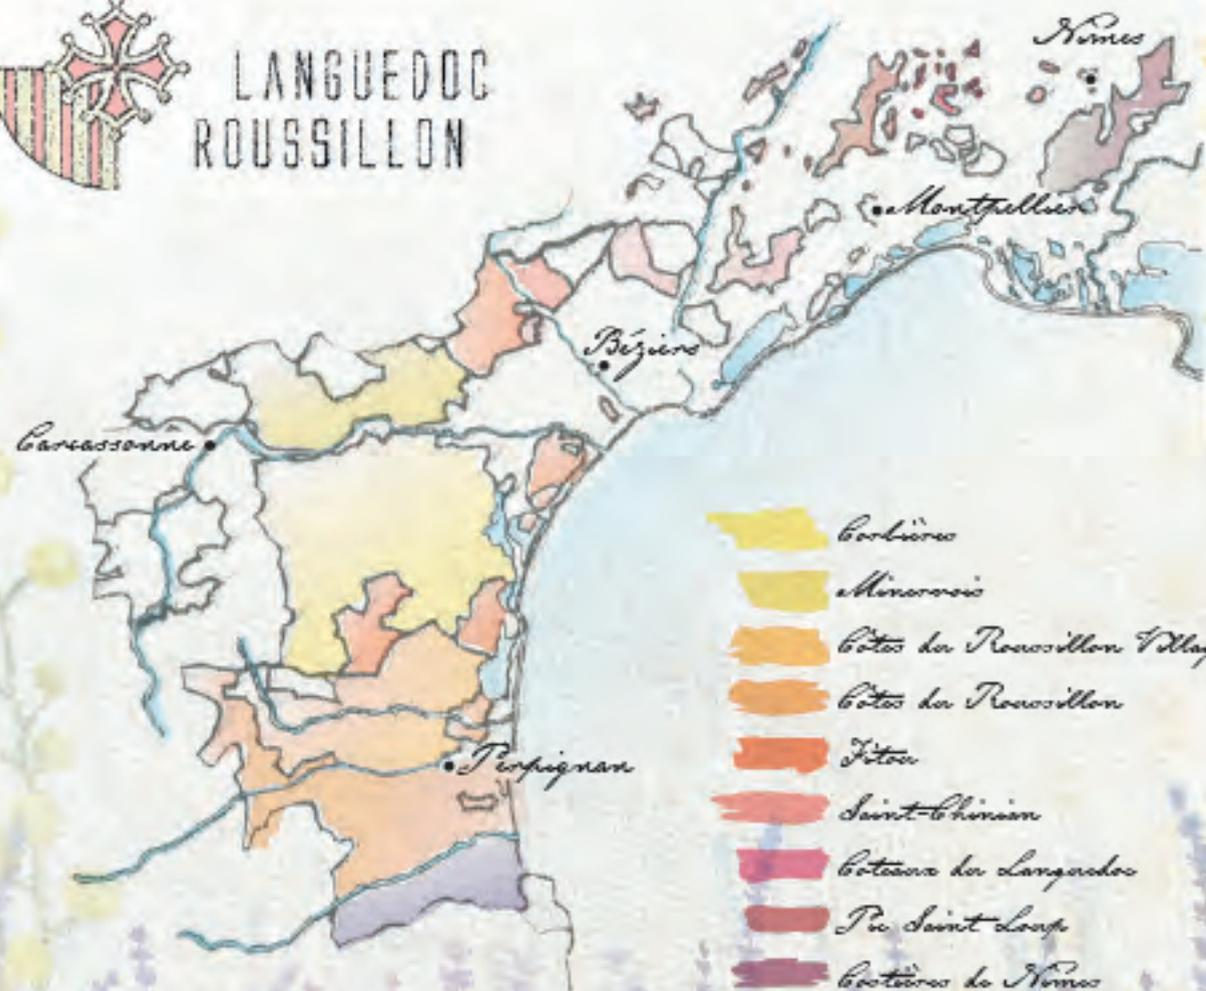 LANGUEDOC
ROUSSILLON
Nîmes
Montpellier
Béziers
Carcassonne
Perpignan
Corbières
Minervois
Côtes du Roussillon Villag
Côtes du Roussillon
Fitou
Saint-Chinian
Coteaux du Languedoc
Pic Saint Loup
Costières de Nîmes